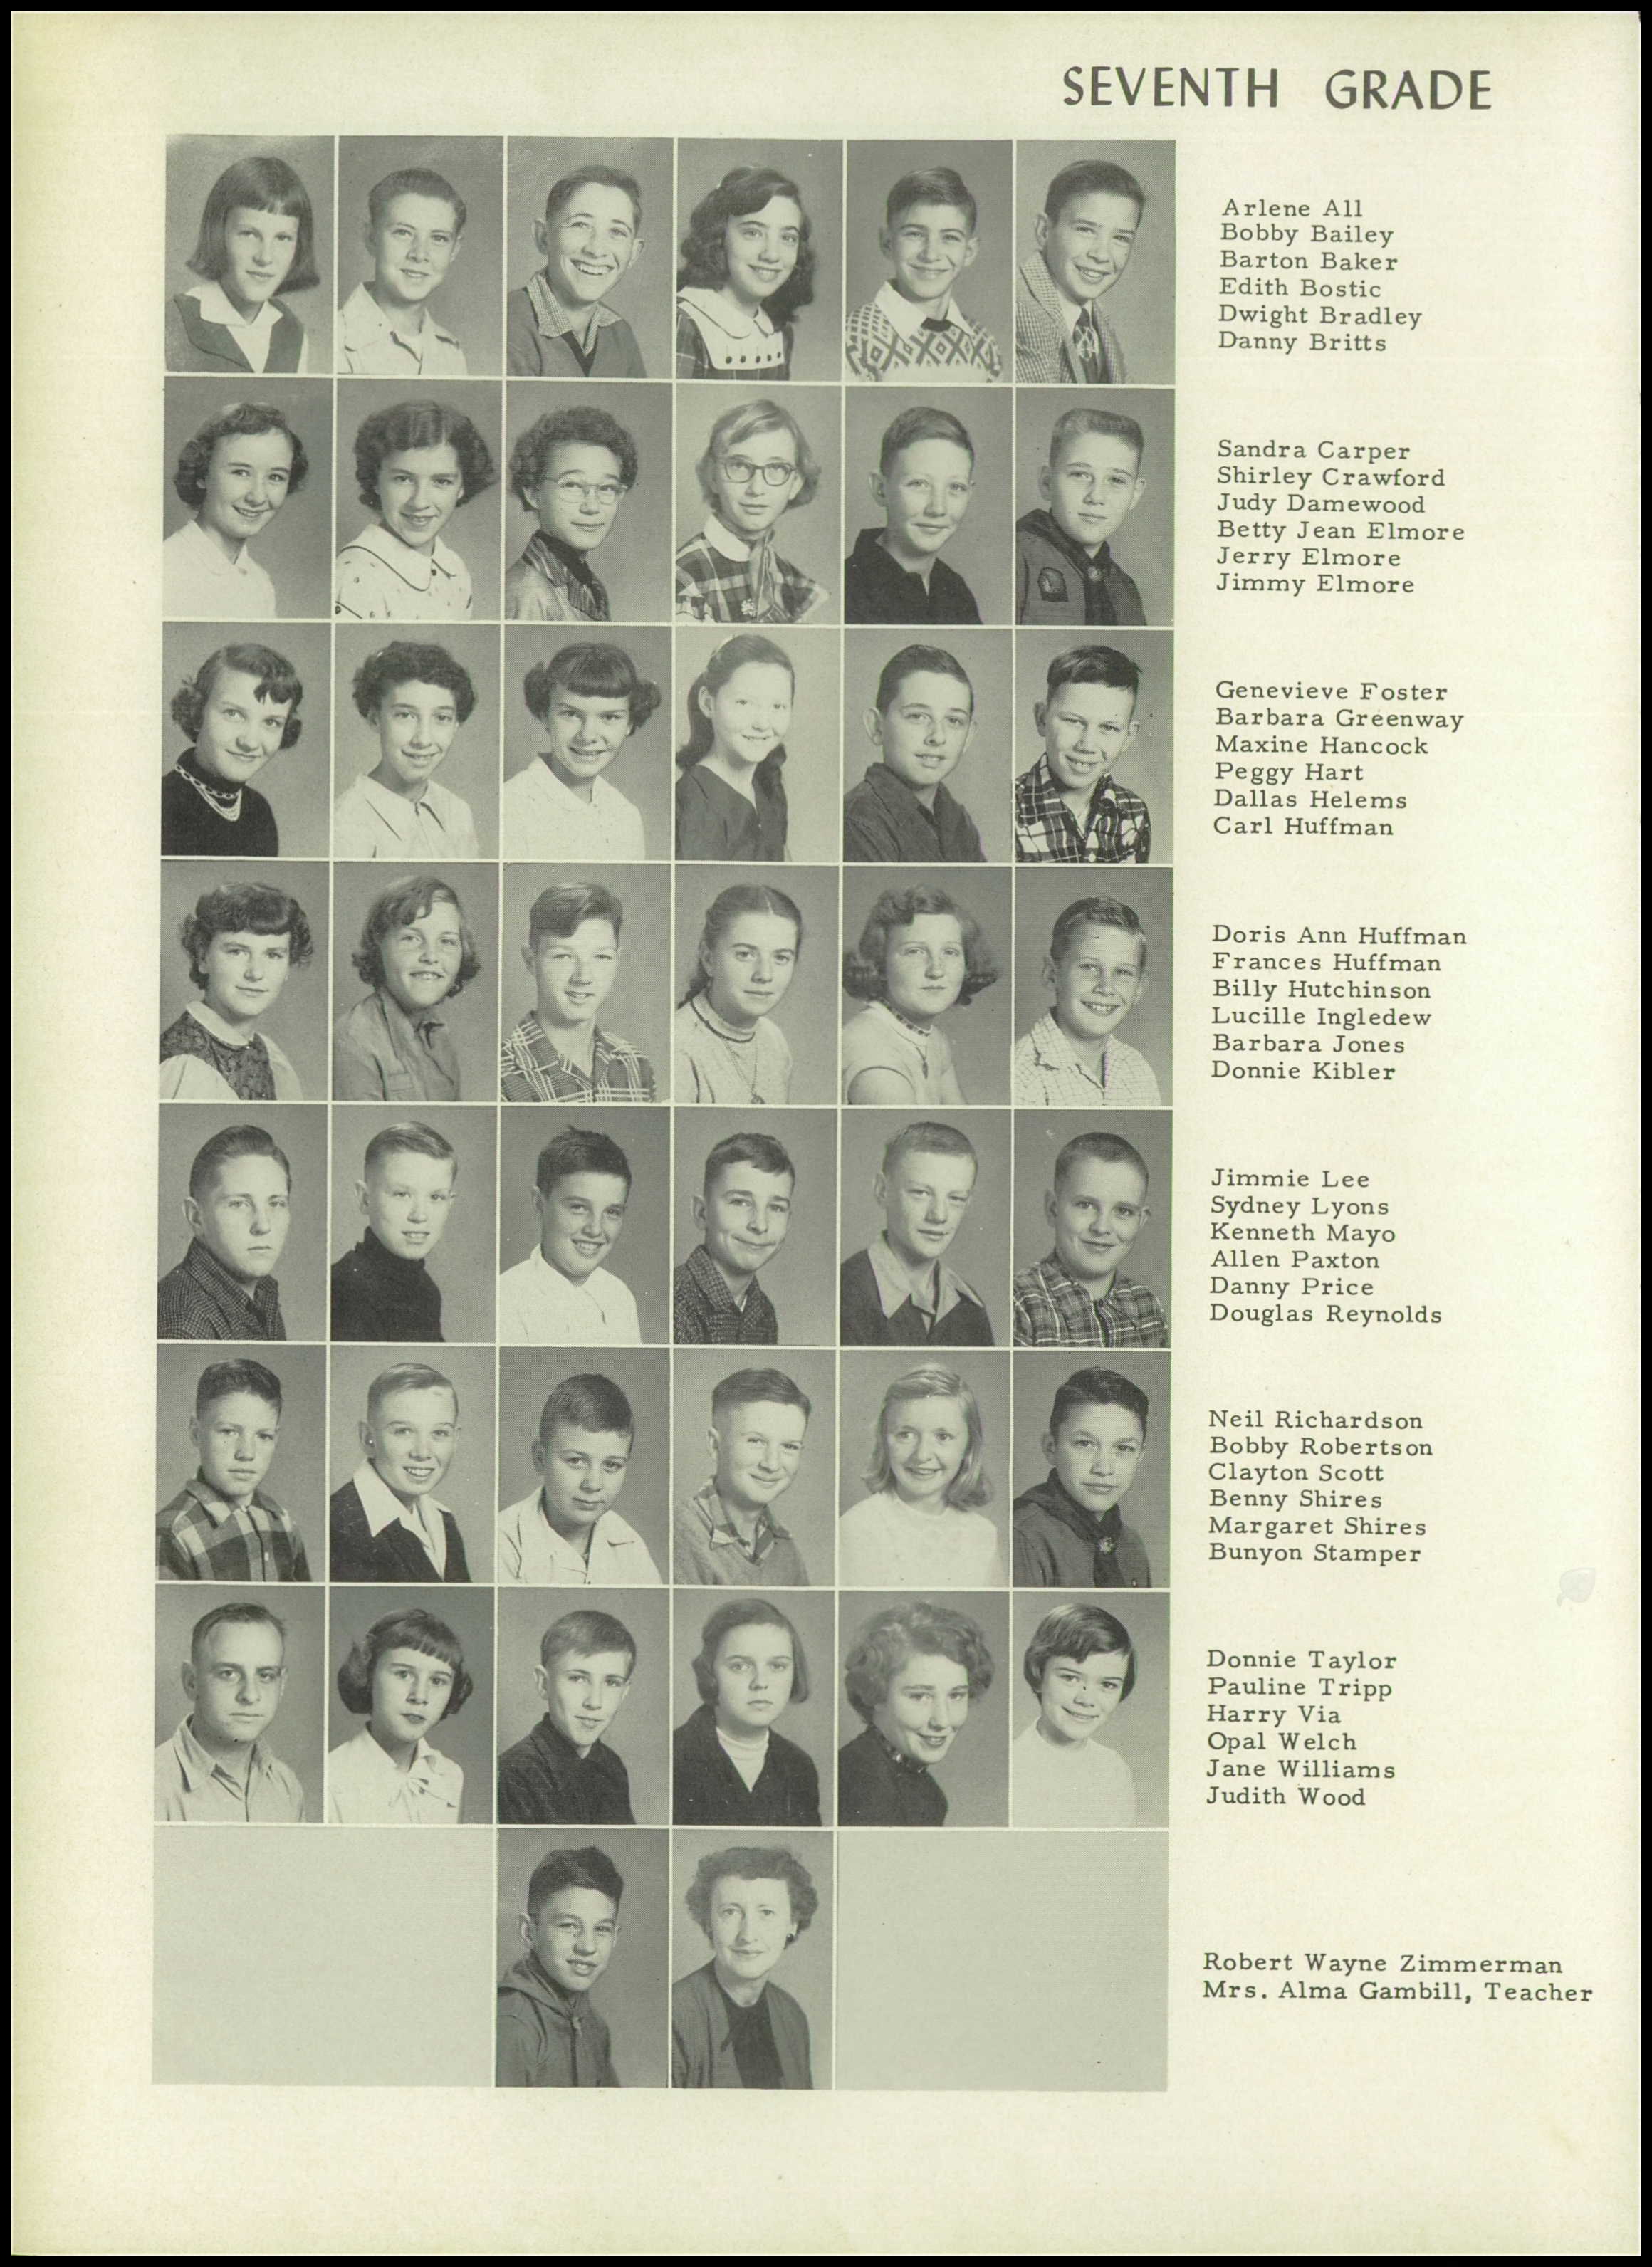 SEVENTH GRADE
Arlene All
Bobby Bailey
Barton Baker
Edith Bostic
Dwight Bradley
Danny Britts
Sandra Carper
Shirley Crawford
Judy Damewood
Betty Jean Elmore
Jerry Elmore
Jimmy Elmore
Genevieve Foster
Barbara Greenway
Maxine Hancock
Peggy Hart
Dallas Helems
Carl Huffman
Doris Ann Huffman
Frances Huffman
Billy Hutchinson
Lucille Ingledew
Barbara Jones
Donnie Kibler
Jimmie Lee
Sydney Lyons
Kenneth Mayo
Allen Paxton
Danny Price
Douglas Reynolds
Neil Richardson
Bobby Robertson
Clayton Scott
Benny Shires
Margaret Shires
Bunyon Stamper
Donnie Taylor
Pauline Tripp
Harry Via
Opal Welch
Jane Williams
Judith Wood
Robert Wayne Zimmerman
Mrs. Alma Gambill, Teacher